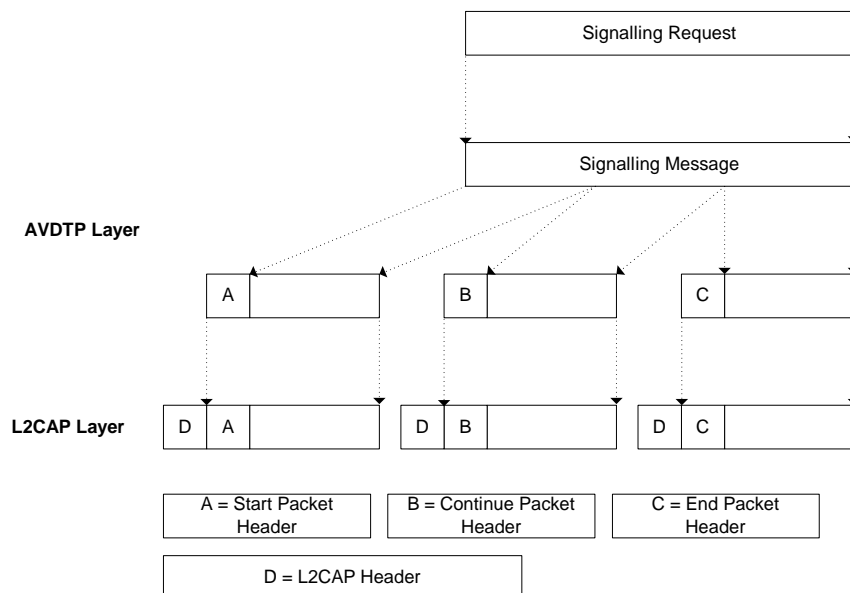 Signalling Request
Signalling Message
AVDTP Layer
A
B
C
L2CAP Layer
D
A
D
B
D
C
A = Start Packet
Header
B = Continue Packet
Header
C = End Packet
Header
D = L2CAP Header